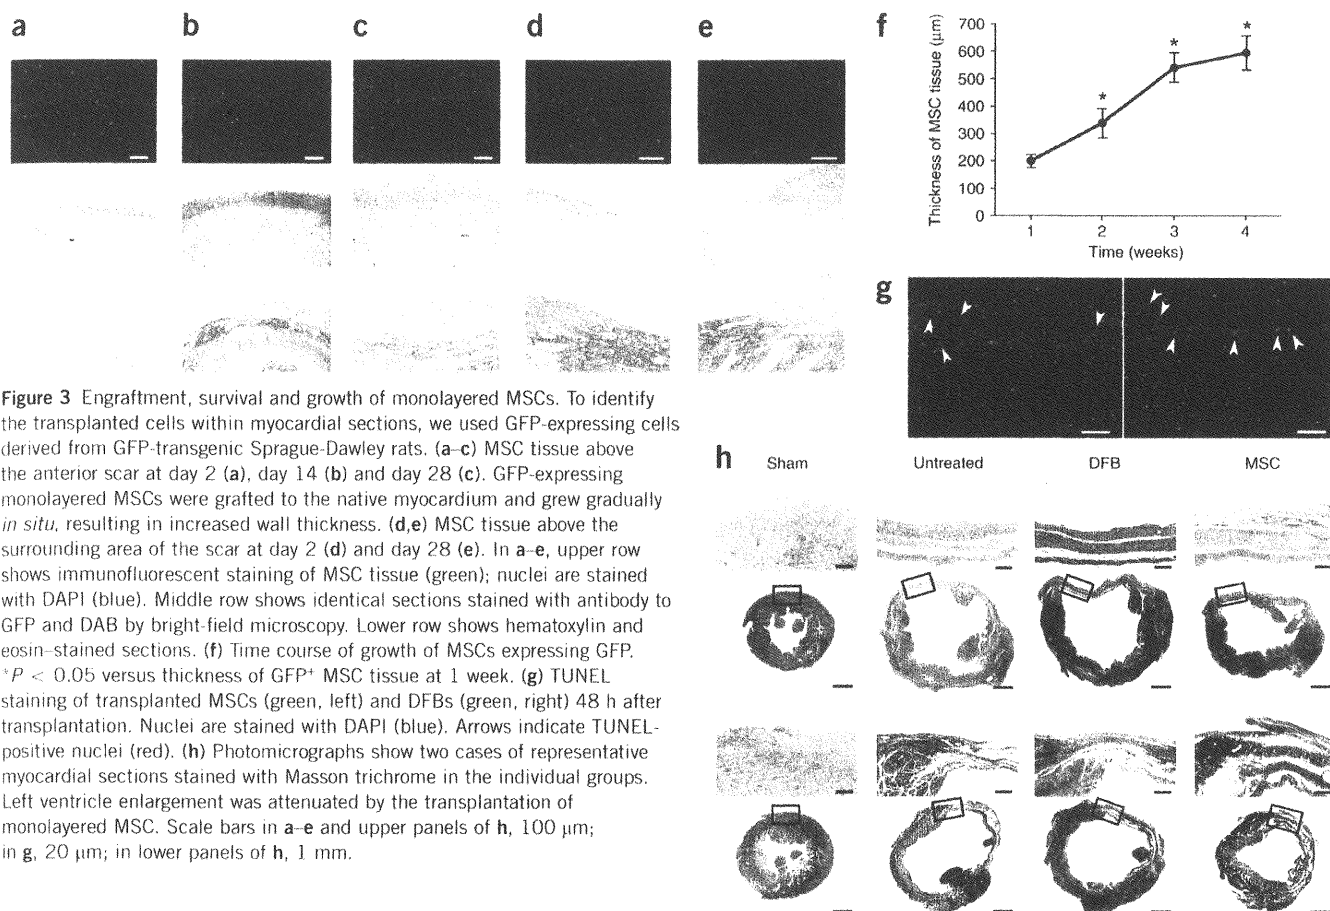 a
b
c
d
e
f
Thickness of MSC tissue (μm)
700
600
500
400
300
200
100
0
*
*
*
1
2
3
4
Time (weeks)
g
h
Sham
Untreated
DFB
MSC
Figure 3 Engraftment, survival and growth of monolayered MSCs. To identify
the transplanted cells within myocardial sections, we used GFP-expressing cells
derived from GFP-transgenic Sprague-Dawley rats. (a–c) MSC tissue above
the anterior scar at day 2 (a), day 14 (b) and day 28 (c). GFP-expressing
monolayered MSCs were grafted to the native myocardium and grew gradually
in situ, resulting in increased wall thickness. (d,e) MSC tissue above the
surrounding area of the scar at day 2 (d) and day 28 (e). In a–e, upper row
shows immunofluorescent staining of MSC tissue (green); nuclei are stained
with DAPI (blue). Middle row shows identical sections stained with antibody to
GFP and DAB by bright-field microscopy. Lower row shows hematoxylin and
eosin–stained sections. (f) Time course of growth of MSCs expressing GFP.
*P < 0.05 versus thickness of GFP⁺ MSC tissue at 1 week. (g) TUNEL
staining of transplanted MSCs (green, left) and DFBs (green, right) 48 h after
transplantation. Nuclei are stained with DAPI (blue). Arrows indicate TUNEL-
positive nuclei (red). (h) Photomicrographs show two cases of representative
myocardial sections stained with Masson trichrome in the individual groups.
Left ventricle enlargement was attenuated by the transplantation of
monolayered MSC. Scale bars in a–e and upper panels of h, 100 μm;
in g, 20 μm; in lower panels of h, 1 mm.